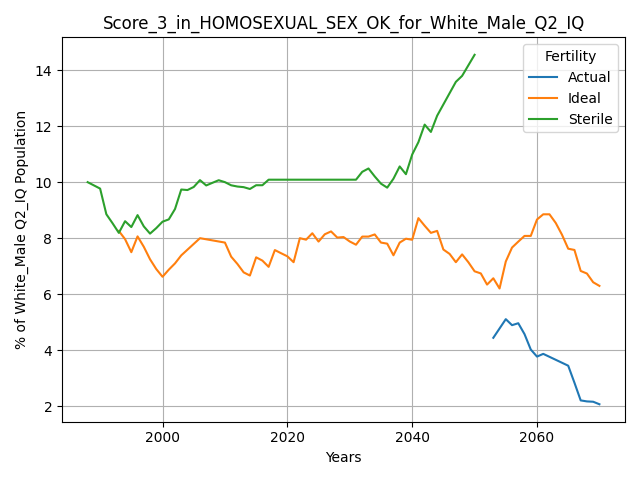 Score_3_in_HOMOSEXUAL_SEX_OK_for_White_Male_Q2_IQ
Fertility
Actual
Ideal
Sterile
% of White_Male Q2_IQ Population
14
12
10
8
6
4
2
2000 2020 2040 2060
Years